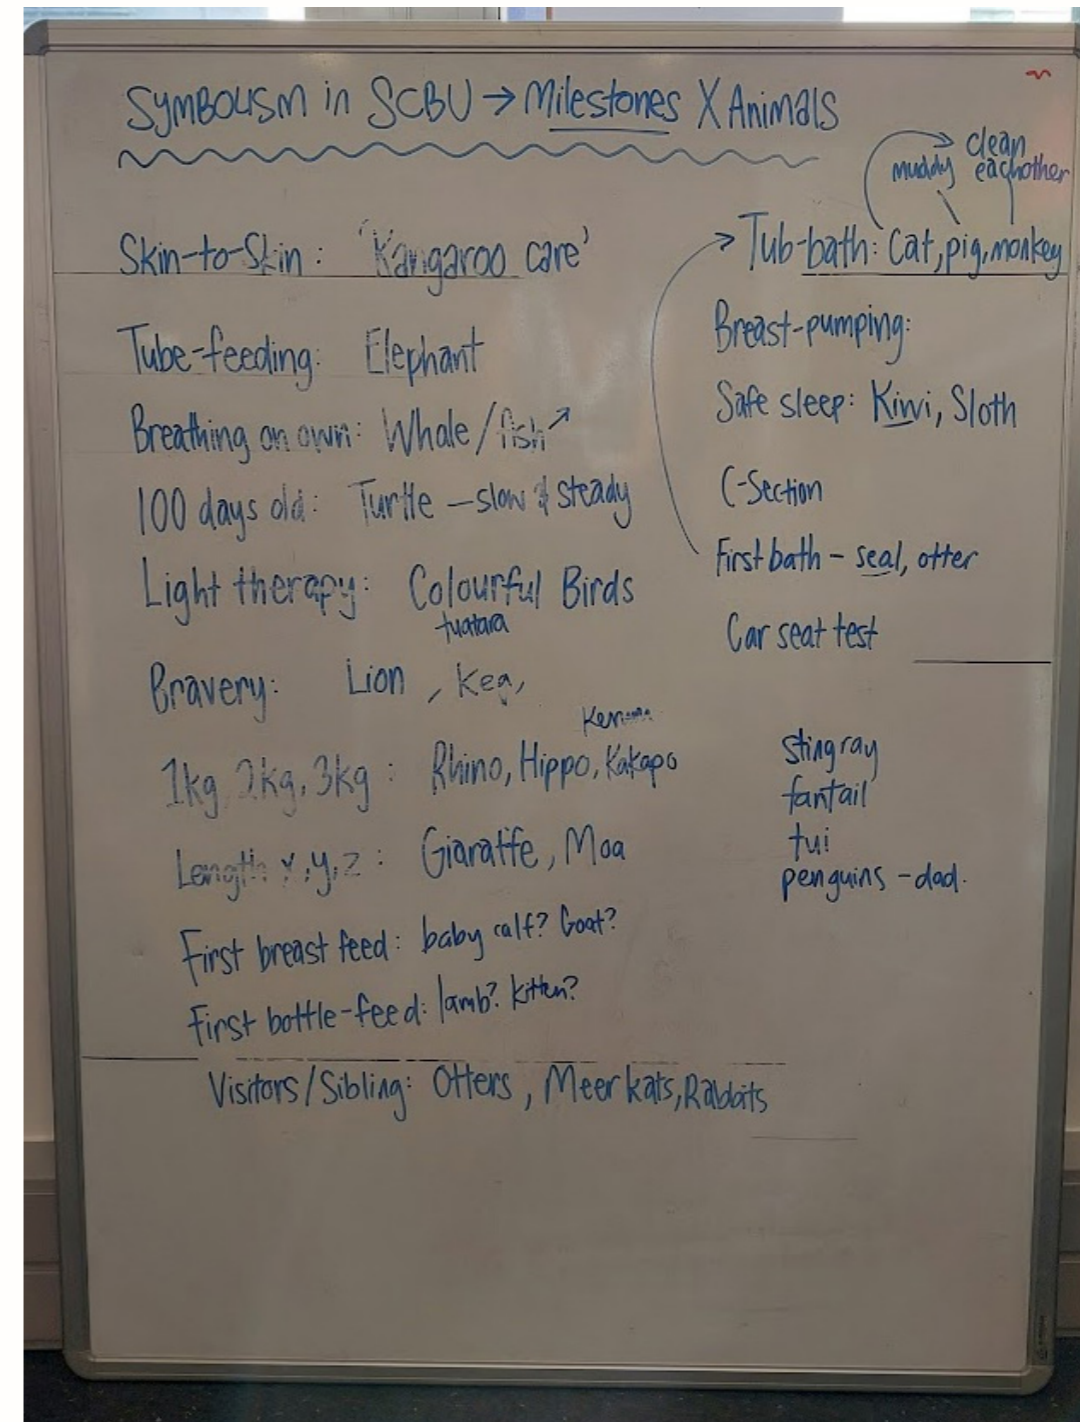 SYMBOLISM in SCBU → Milestones X Animals
Skin-to-Skin: 'Kangaroo care'
Tube-feeding: Elephant
Breathing on own: Whale/fish
100 days old: Turtle – slow & steady
Light therapy: Colourful Birds
tuatara
Bravery: Lion, Kea,
1kg, 2kg, 3kg: Rhino, Hippo, Kakapo
Length x,y,z: Giaraffe, Moa
First breast feed: baby calf? Goat?
First bottle-feed: lamb? kitten?
Visitors/Sibling: Otters, Meerkats, Rabbits
clean
muddy eachother
Tub-bath: Cat, pig, monkey
Breast-pumping:
Safe sleep: Kiwi, Sloth
C-Section
First bath – seal, otter
Car seat test
stingray
fantail
tui
penguins – dad.